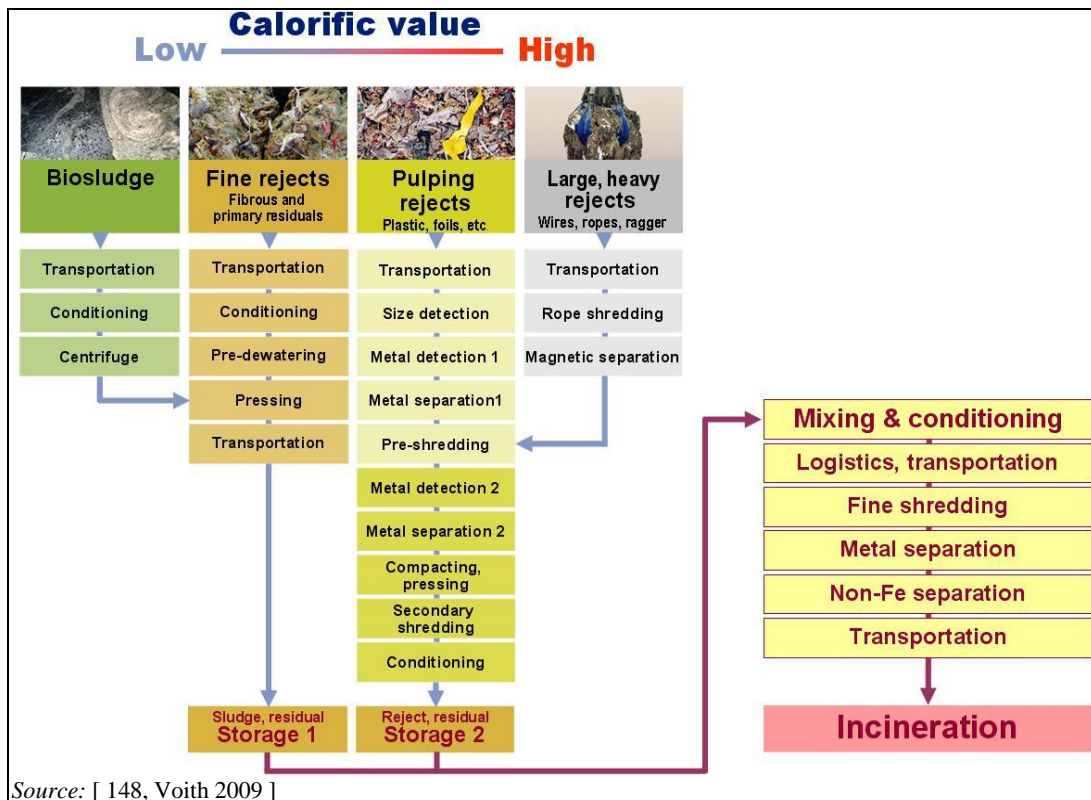 Calorific value
Low High
Biosludge
Fine rejects
Fibrous and
primary residuals
Pulping
rejects
Plastic, foils, etc.
Large, heavy
rejects
Wires, ropes, ragger
Transportation
Conditioning
Centrifuge
Transportation
Conditioning
Pre-dewatering
Pressing
Transportation
Transportation
Size detection
Metal detection 1
Metal separation1
Pre-shredding
Metal detection 2
Metal separation 2
Compacting,
pressing
Secondary
shredding
Conditioning
Transportation
Rope shredding
Magnetic separation
Sludge, residual
Storage 1
Reject, residual
Storage 2
Mixing & conditioning
Logistics, transportation
Fine shredding
Metal separation
Non-Fe separation
Transportation
Incineration
Source: [ 148, Voith 2009 ]